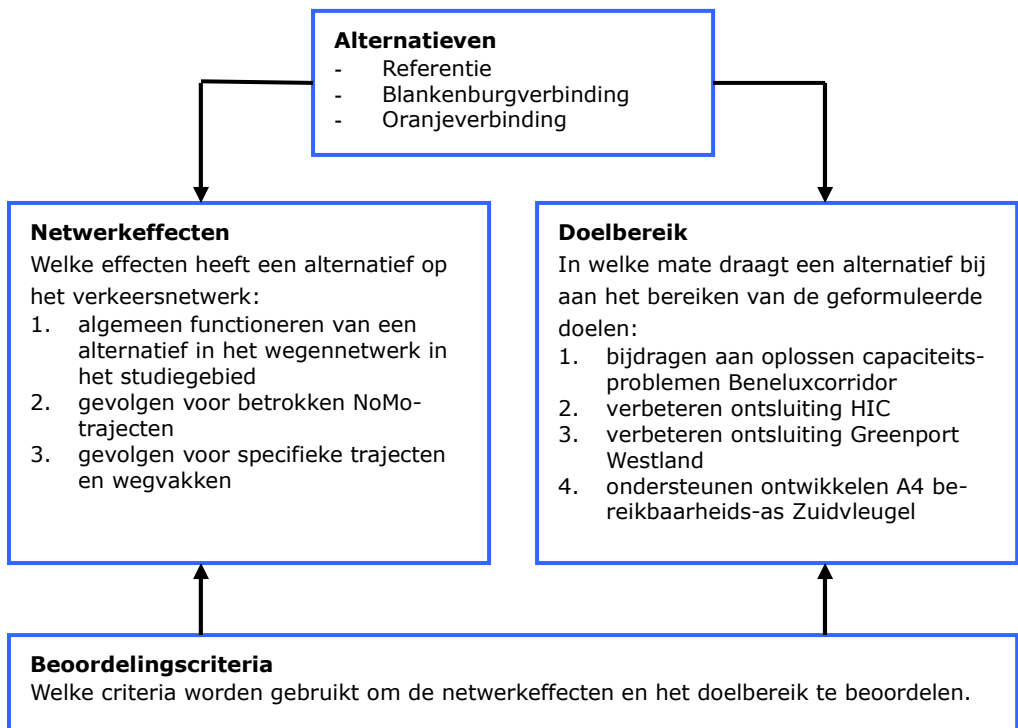 Alternatieven
- Referentie
- Blankenburgverbinding
- Oranjeverbinding
Netwerkeffecten
Welke effecten heeft een alternatief op
het verkeersnetwerk:
1. algemeen functioneren van een
alternatief in het wegennetwerk in
het studiegebied
2. gevolgen voor betrokken NoMo-
trajecten
3. gevolgen voor specifieke trajecten
en wegvakken
Doelbereik
In welke mate draagt een alternatief bij
aan het bereiken van de geformuleerde
doelen:
1. bijdragen aan oplossen capaciteits-
problemen Beneluxcorridor
2. verbeteren ontsluiting HIC
3. verbeteren ontsluiting Greenport
Westland
4. ondersteunen ontwikkelen A4 be-
reikbaarheids-as Zuidvleugel
Beoordelingscriteria
Welke criteria worden gebruikt om de netwerkeffecten en het doelbereik te beoordelen.